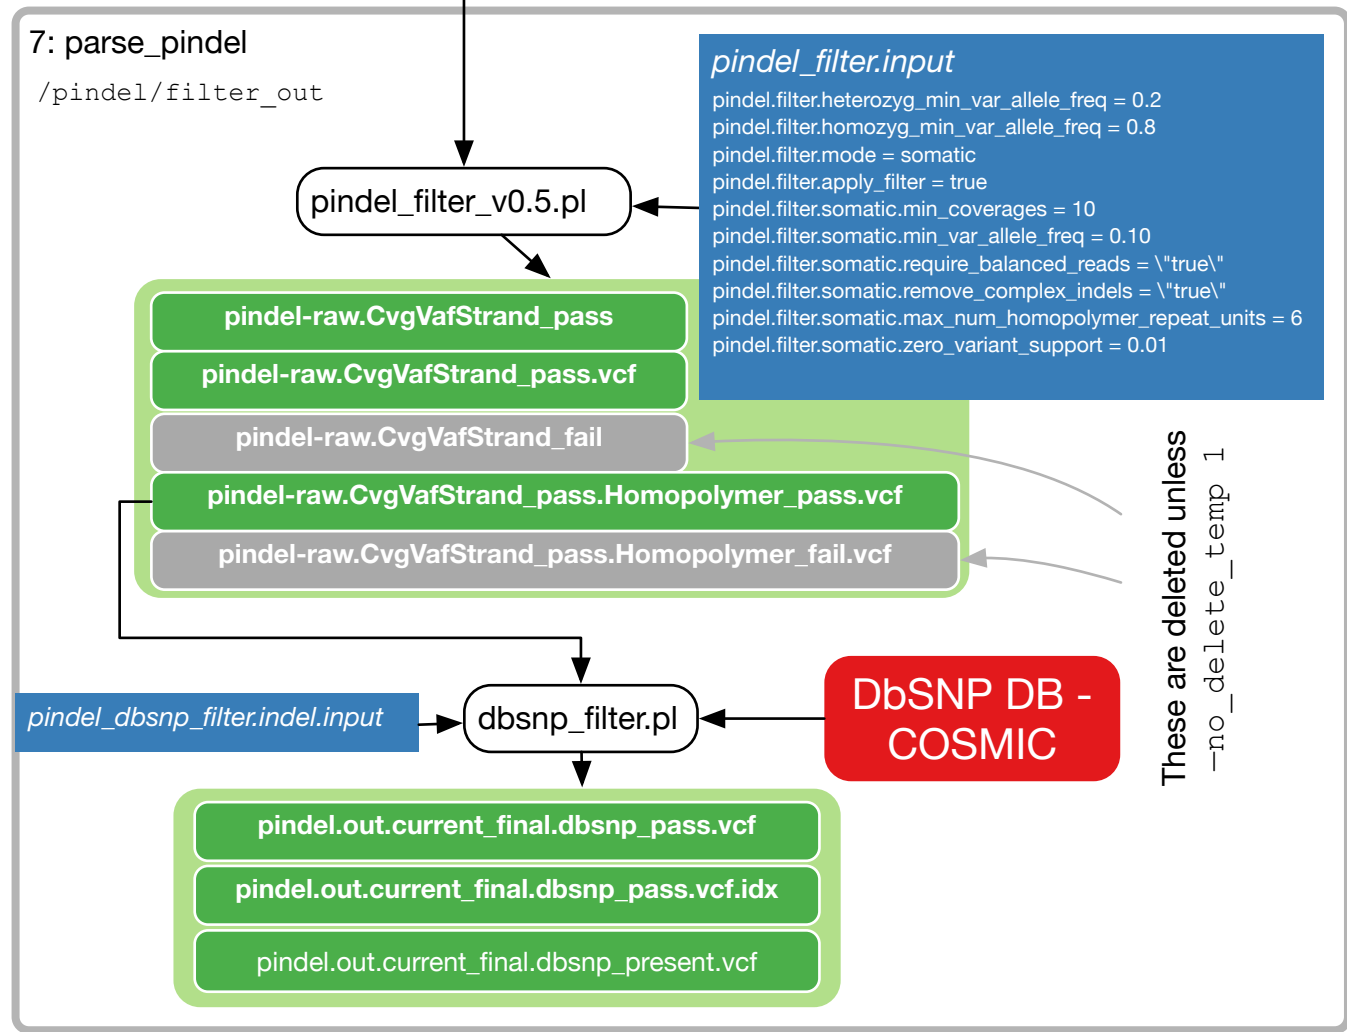 7: parse_pindel
/pindel/filter_out
pindel_filter.input
pindel.filter.heterozyg_min_var_allele_freq = 0.2
pindel.filter.homozyg_min_var_allele_freq = 0.8
pindel.filter.mode = somatic
pindel.filter.apply_filter = true
pindel.filter.somatic.min_coverages = 10
pindel.filter.somatic.min_var_allele_freq = 0.10
pindel.filter.somatic.require_balanced_reads = \"true\"
pindel.filter.somatic.remove_complex_indels = \"true\"
pindel.filter.somatic.max_num_homopolymer_repeat_units = 6
pindel.filter.somatic.zero_variant_support = 0.01
pindel_filter_v0.5.pl
pindel-raw.CvgVafStrand_pass
pindel-raw.CvgVafStrand_pass.vcf
pindel-raw.CvgVafStrand_fail
pindel-raw.CvgVafStrand_pass.Homopolymer_pass.vcf
pindel-raw.CvgVafStrand_pass.Homopolymer_fail.vcf
These are deleted unless
—no_delete_temp 1
pindel_dbsnp_filter.indel.input
dbsnp_filter.pl
DbSNP DB -
COSMIC
pindel.out.current_final.dbsnp_pass.vcf
pindel.out.current_final.dbsnp_pass.vcf.idx
pindel.out.current_final.dbsnp_present.vcf